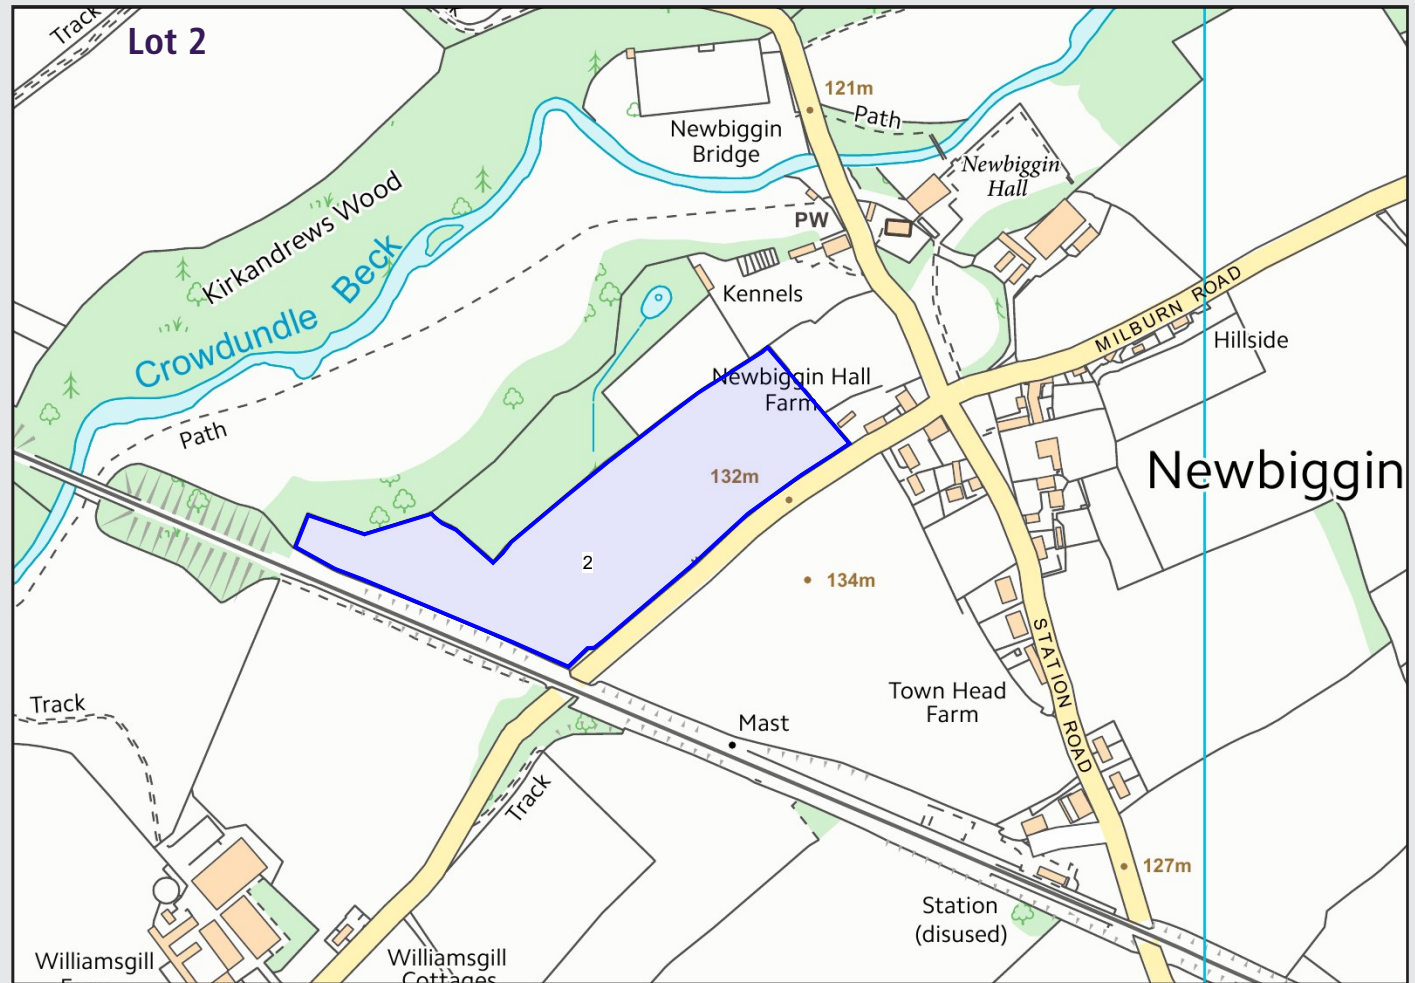 Track
Lot 2
121m
Path
Newbiggin
Bridge
Newbiggin
Hall
Kirkandrews Wood
PW
Crowdundle Beck
Kennels
MILBURN ROAD
Hillside
Newbiggin Hall
Farm
Path
132m
Newbiggin
2
134m
STATION ROAD
Town Head
Farm
Track
Mast
Track
127m
Station
(disused)
Williamsgill
Williamsgill
Cottages